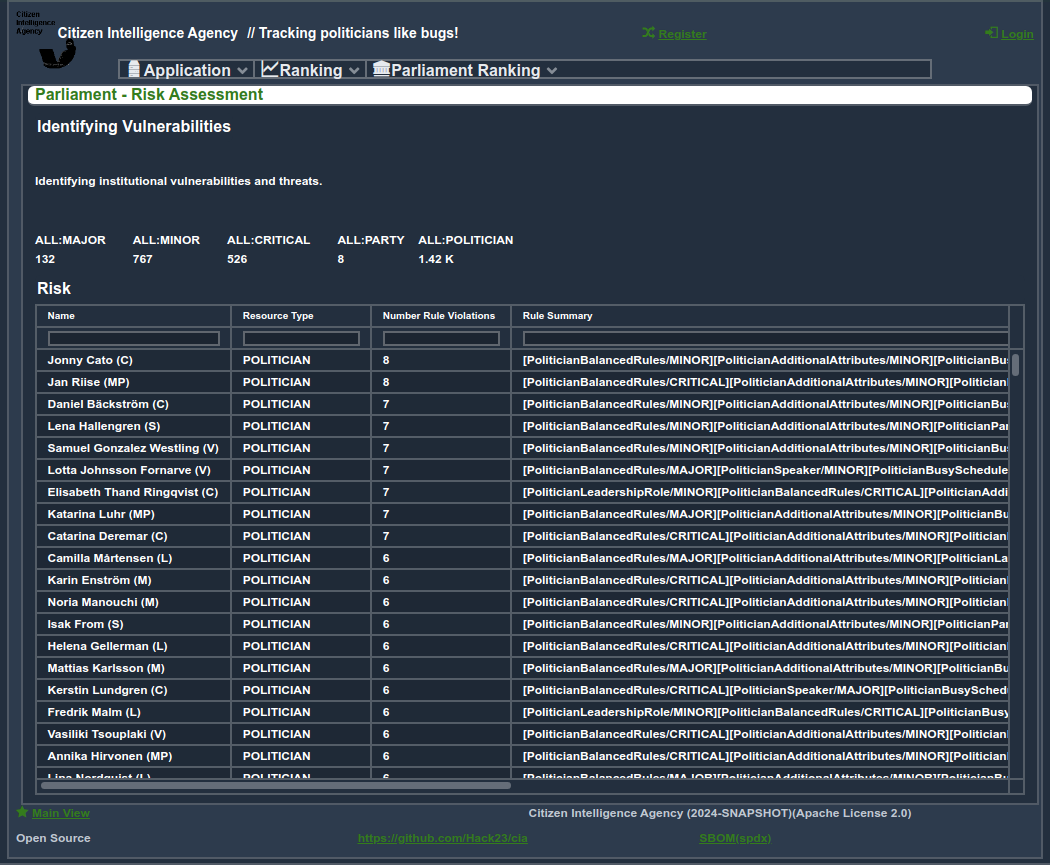 Citizen
Intelligence
Agency
Citizen Intelligence Agency // Tracking politicians like bugs!
Register
Login
Application
Ranking
Parliament Ranking
Parliament - Risk Assessment
Identifying Vulnerabilities
Identifying institutional vulnerabilities and threats.
ALL:MAJOR ALL:MINOR ALL:CRITICAL ALL:PARTY ALL:POLITICIAN
132 767 526 8 1.42 K
Risk
Name Resource Type Number Rule Violations Rule Summary
Jonny Cato (C) POLITICIAN 8 [PoliticianBalancedRules/MINOR][PoliticianAdditionalAttributes/MINOR][PoliticianBu
Jan Riise (MP) POLITICIAN 8 [PoliticianBalancedRules/CRITICAL][PoliticianAdditionalAttributes/MINOR][Politician
Daniel Bäckström (C) POLITICIAN 7 [PoliticianBalancedRules/MINOR][PoliticianAdditionalAttributes/MINOR][PoliticianBu
Lena Hallengren (S) POLITICIAN 7 [PoliticianBalancedRules/MINOR][PoliticianAdditionalAttributes/MINOR][PoliticianPar
Samuel Gonzalez Westling (V) POLITICIAN 7 [PoliticianBalancedRules/MINOR][PoliticianAdditionalAttributes/MINOR][PoliticianBu
Lotta Johnsson Fornarve (V) POLITICIAN 7 [PoliticianBalancedRules/MAJOR][PoliticianSpeaker/MINOR][PoliticianBusySchedule
Elisabeth Thand Ringqvist (C) POLITICIAN 7 [PoliticianLeadershipRole/MINOR][PoliticianBalancedRules/CRITICAL][PoliticianAddi
Katarina Luhr (MP) POLITICIAN 7 [PoliticianBalancedRules/MAJOR][PoliticianAdditionalAttributes/MINOR][PoliticianBu
Catarina Deremar (C) POLITICIAN 7 [PoliticianBalancedRules/CRITICAL][PoliticianAdditionalAttributes/MINOR][Politician
Camilla Mårtensen (L) POLITICIAN 6 [PoliticianBalancedRules/MAJOR][PoliticianAdditionalAttributes/MINOR][PoliticianLa
Karin Enström (M) POLITICIAN 6 [PoliticianBalancedRules/CRITICAL][PoliticianAdditionalAttributes/MINOR][Politician
Noria Manouchi (M) POLITICIAN 6 [PoliticianBalancedRules/CRITICAL][PoliticianAdditionalAttributes/MINOR][Politician
Isak From (S) POLITICIAN 6 [PoliticianBalancedRules/MINOR][PoliticianAdditionalAttributes/MINOR][PoliticianPar
Helena Gellerman (L) POLITICIAN 6 [PoliticianBalancedRules/CRITICAL][PoliticianAdditionalAttributes/MINOR][Politician
Mattias Karlsson (M) POLITICIAN 6 [PoliticianBalancedRules/MAJOR][PoliticianAdditionalAttributes/MINOR][PoliticianBu
Kerstin Lundgren (C) POLITICIAN 6 [PoliticianBalancedRules/CRITICAL][PoliticianSpeaker/MAJOR][PoliticianBusySched
Fredrik Malm (L) POLITICIAN 6 [PoliticianLeadershipRole/MINOR][PoliticianBalancedRules/CRITICAL][PoliticianBusy
Vasiliki Tsouplaki (V) POLITICIAN 6 [PoliticianBalancedRules/CRITICAL][PoliticianAdditionalAttributes/MINOR][Politician
Annika Hirvonen (MP) POLITICIAN 6 [PoliticianBalancedRules/CRITICAL][PoliticianAdditionalAttributes/MINOR][Politician
Lina Nordquist (L) POLITICIAN 6 [PoliticianBalancedRules/MAJOR][PoliticianAdditionalAttributes/MINOR][PoliticianBu
Main View
Citizen Intelligence Agency (2024-SNAPSHOT)(Apache License 2.0)
Open Source
https://github.com/Hack23/cia
SBOM(spdx)